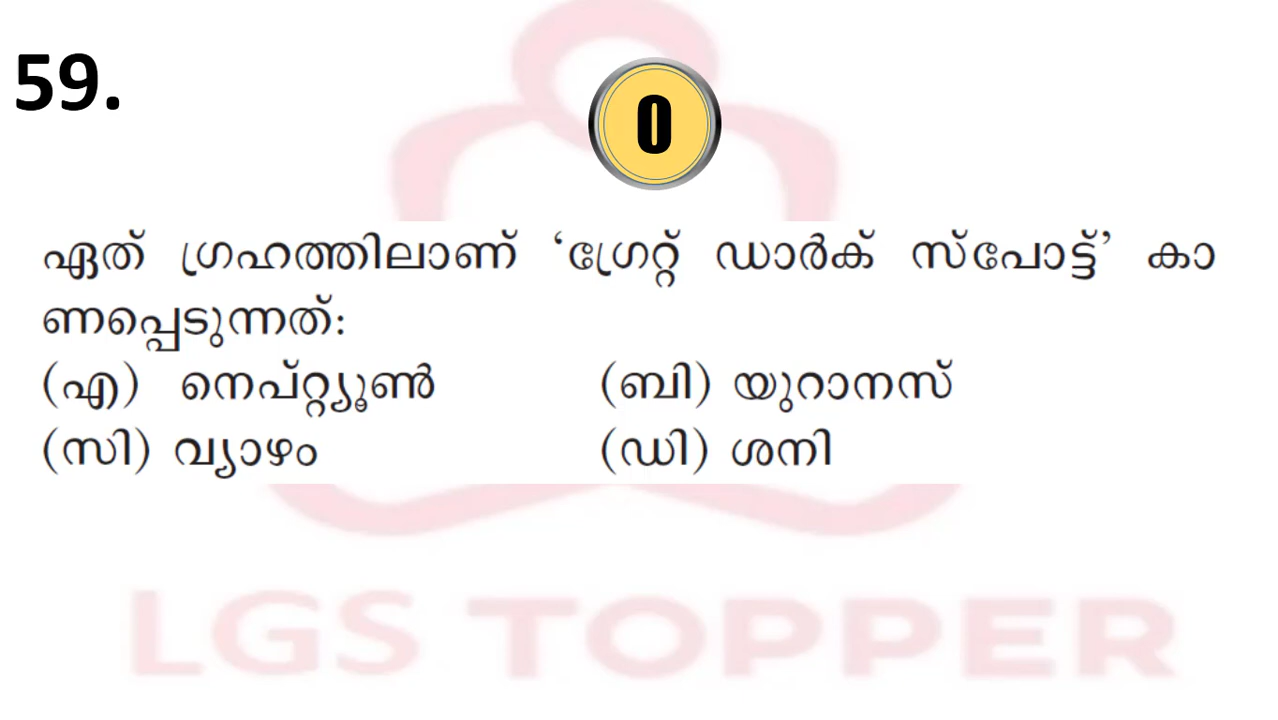 59.
0
ഏത് ഗ്രഹത്തിലാണ് ‘ഗ്രേറ്റ് ഡാർക് സ്പോട്ട്’ കാ
ണപ്പെടുന്നത്:
(എ) നെപ്റ്റ്യൂൺ (ബി) യുറാനസ്
(സി) വ്യാഴം (ഡി) ശനി
LGS TOPPER